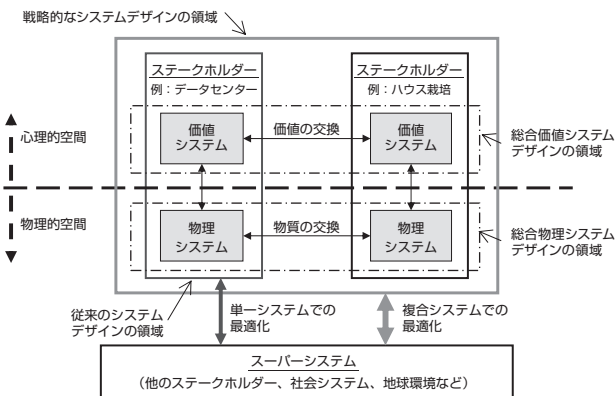 戦略的なシステムデザインの領域
ステークホルダー
例：データセンター
ステークホルダー
例：ハウス栽培
心理的空間
価値
システム
価値の交換
価値
システム
総合価値システム
デザインの領域
物理的空間
物理
システム
物質の交換
物理
システム
総合物理システム
デザインの領域
従来のシステム
デザインの領域
単一システムでの
最適化
複合システムでの
最適化
スーパーシステム
（他のステークホルダー、社会システム、地球環境など）